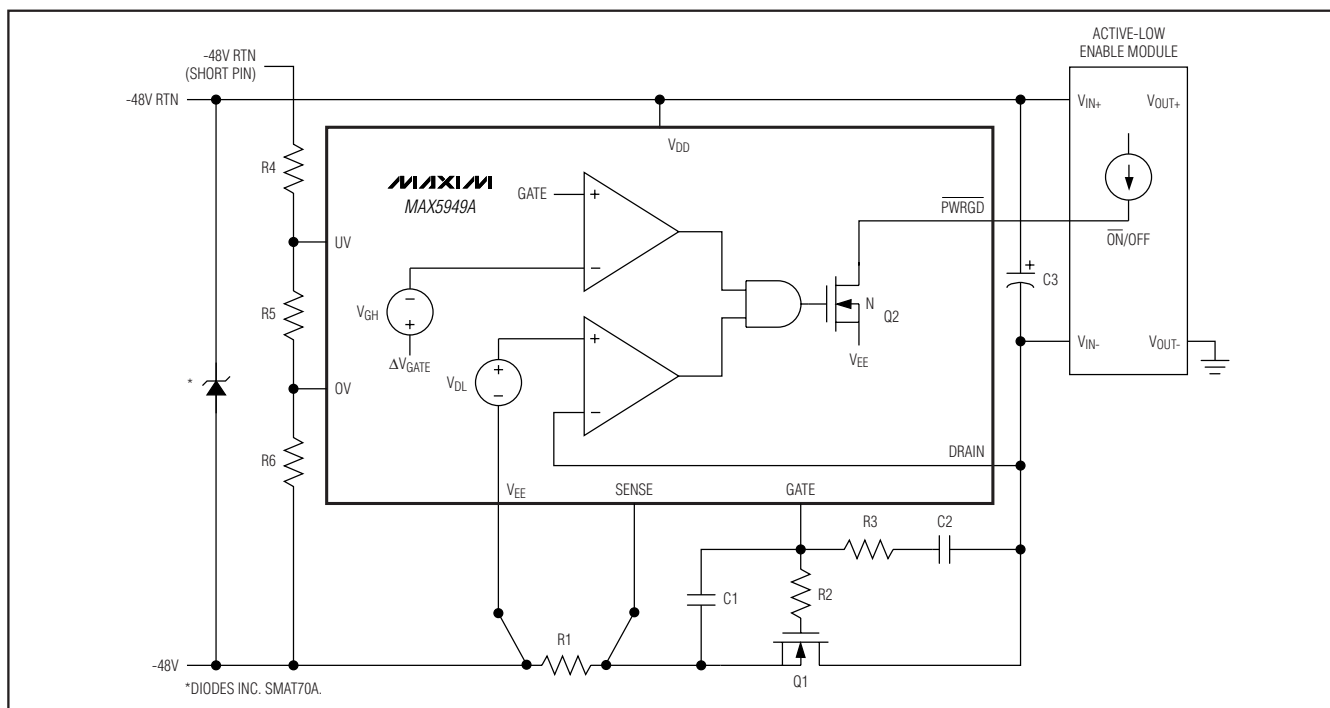 ACTIVE-LOW
ENABLE MODULE
-48V RTN
(SHORT PIN)
-48V RTN
VIN+
VOUT+
VDD
R4
MAXIM
MAX5949A
GATE
+
−
PWRGD
ON/OFF
UV
+
C3
R5
VGH
−
+
N
Q2
VEE
VIN-
VOUT-
ΔVGATE
VDL
+
−
+
−
*
OV
R6
DRAIN
VEE
SENSE
GATE
R3
C2
C1
R2
R1
-48V
Q1
*DIODES INC. SMAT70A.